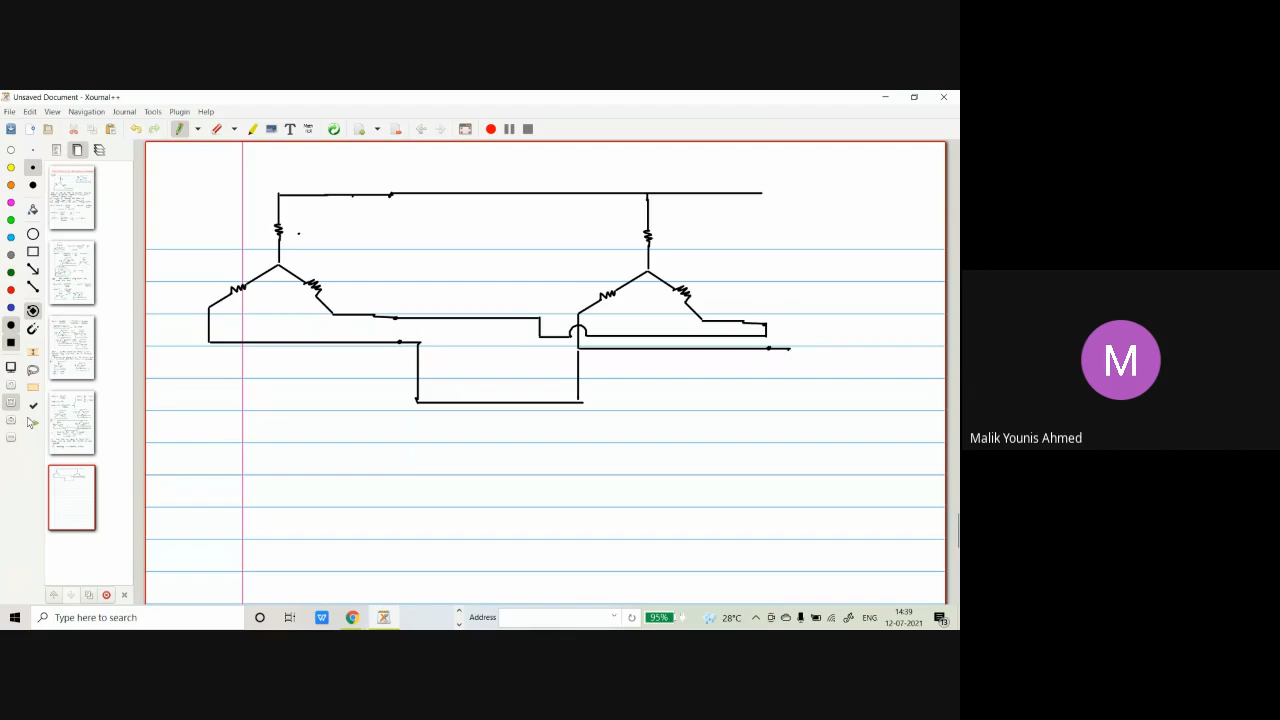 Unsaved Document - Xournal++
File Edit View Navigation Journal Tools Plugin Help
Type here to search
Address
95%
28°C
ENG
14:39
12-07-2021
13
M
Malik Younis Ahmed